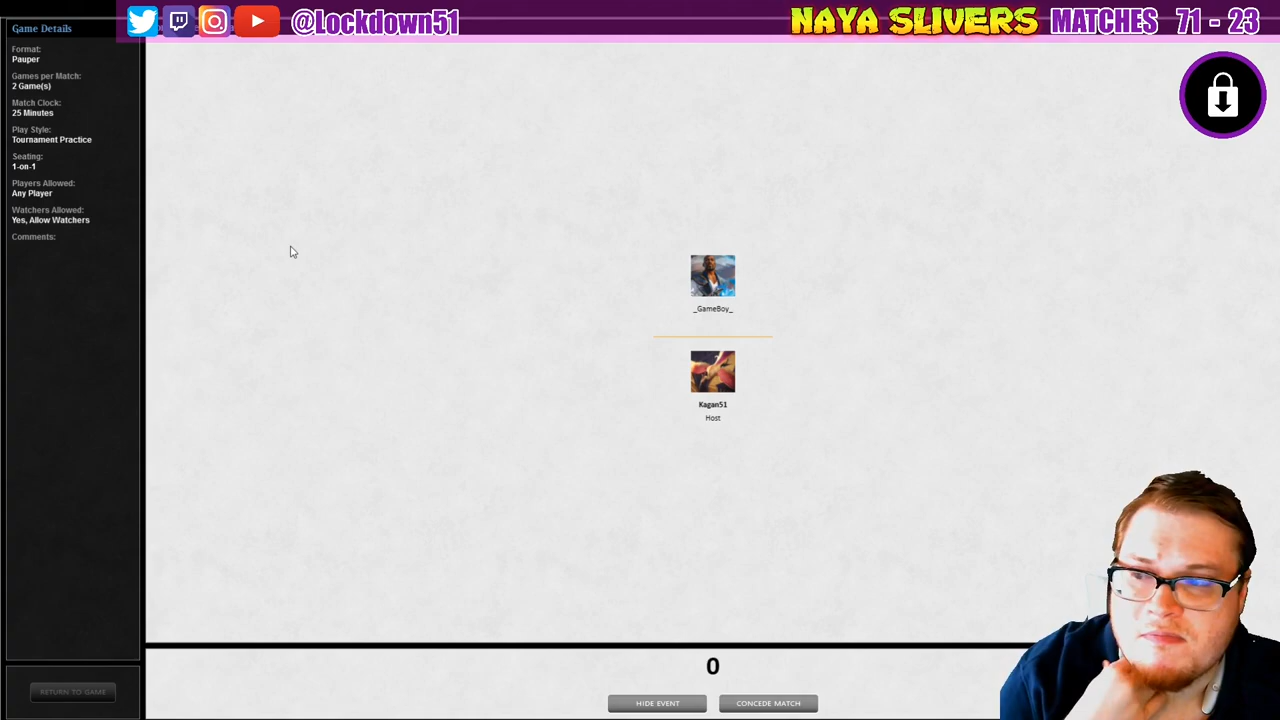 @Lockdown51
NAYA SLIVERS MATCHES 71 - 23
Game Details
Format:
Pauper
Games per Match:
2 Game(s)
Match Clock:
25 Minutes
Play Style:
Tournament Practice
Seating:
1-on-1
Players Allowed:
Any Player
Watchers Allowed:
Yes, Allow Watchers
Comments:
_GameBoy_
Kagan51
Host
0
RETURN TO GAME
HIDE EVENT
CONCEDE MATCH